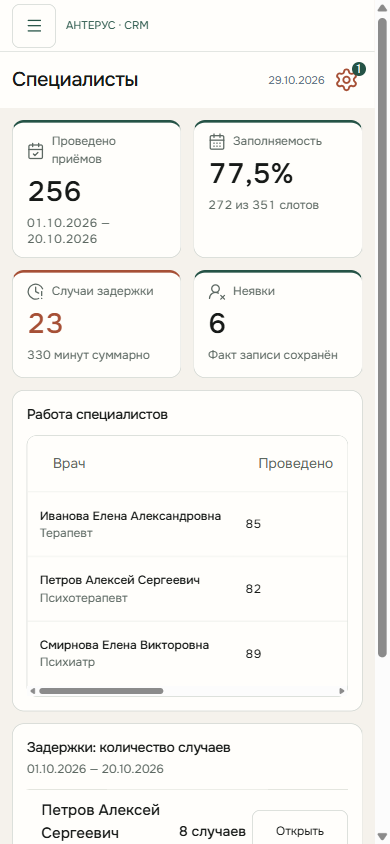 АНТЕРУС · CRM
Специалисты
29.10.2026
1
Проведено
приёмов
256
01.10.2026 —
20.10.2026
Заполняемость
77,5%
272 из 351 слотов
Случаи задержки
23
330 минут суммарно
Неявки
6
Факт записи сохранён
Работа специалистов
Врач Проведено
Иванова Елена Александровна
Терапевт
85
Петров Алексей Сергеевич
Психотерапевт
82
Смирнова Елена Викторовна
Психиатр
89
Задержки: количество случаев
01.10.2026 — 20.10.2026
Петров Алексей
Сергеевич
8 случаев
Открыть